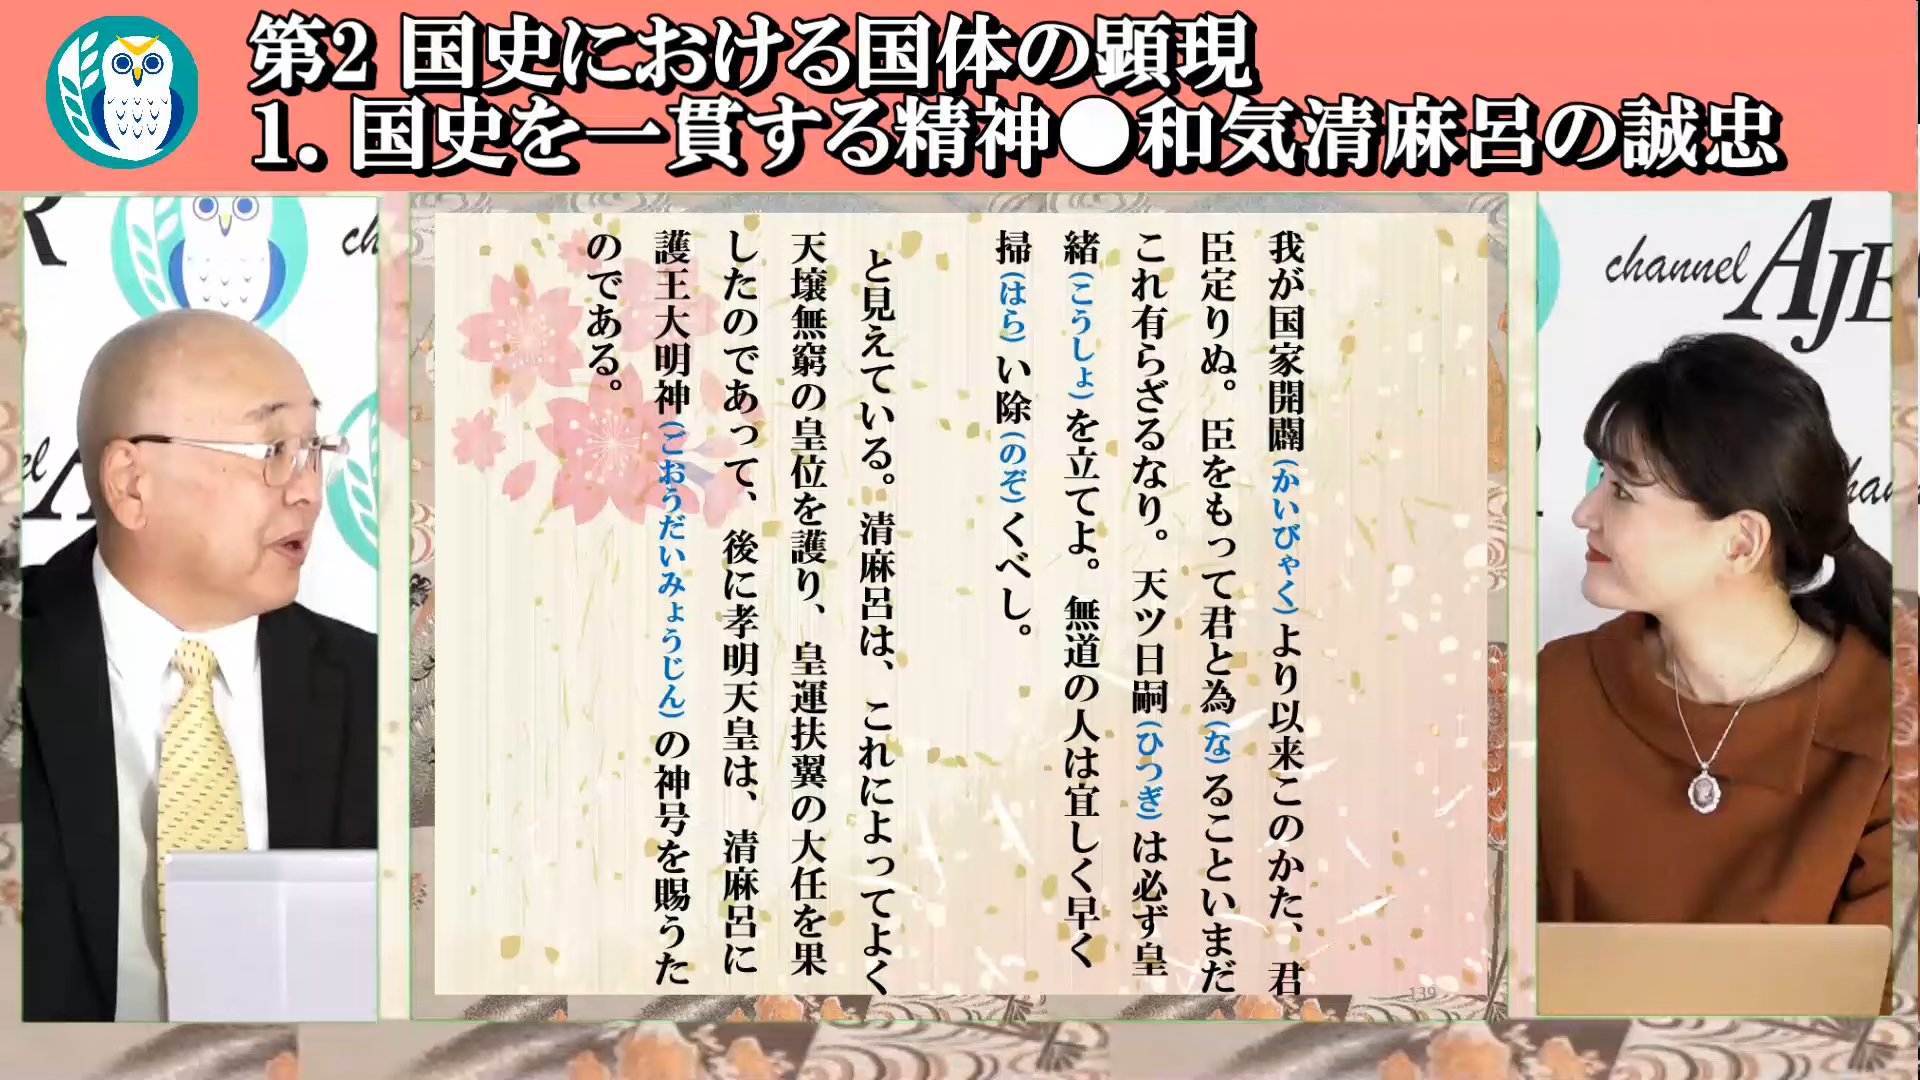 第2 国史における国体の顕現
1. 国史を一貫する精神●和気清麻呂の誠忠
R
ch
el A
channel AJE
han
我が国家開闢(かいびゃく)より以来このかた、君
臣定りぬ。臣をもって君と為(な)ることいまだ
これ有らざるなり。天ツ日嗣(ひつぎ)は必ず皇
緒(こうしょ)を立てよ。無道の人は宜しく早く
掃(はら)い除(のぞ)くべし。
と見えている。清麻呂は、これによってよく
天壌無窮の皇位を護り、皇運扶翼の大任を果
したのであって、後に孝明天皇は、清麻呂に
護王大明神(ごおうだいみょうじん)の神号を賜うた
のである。
139